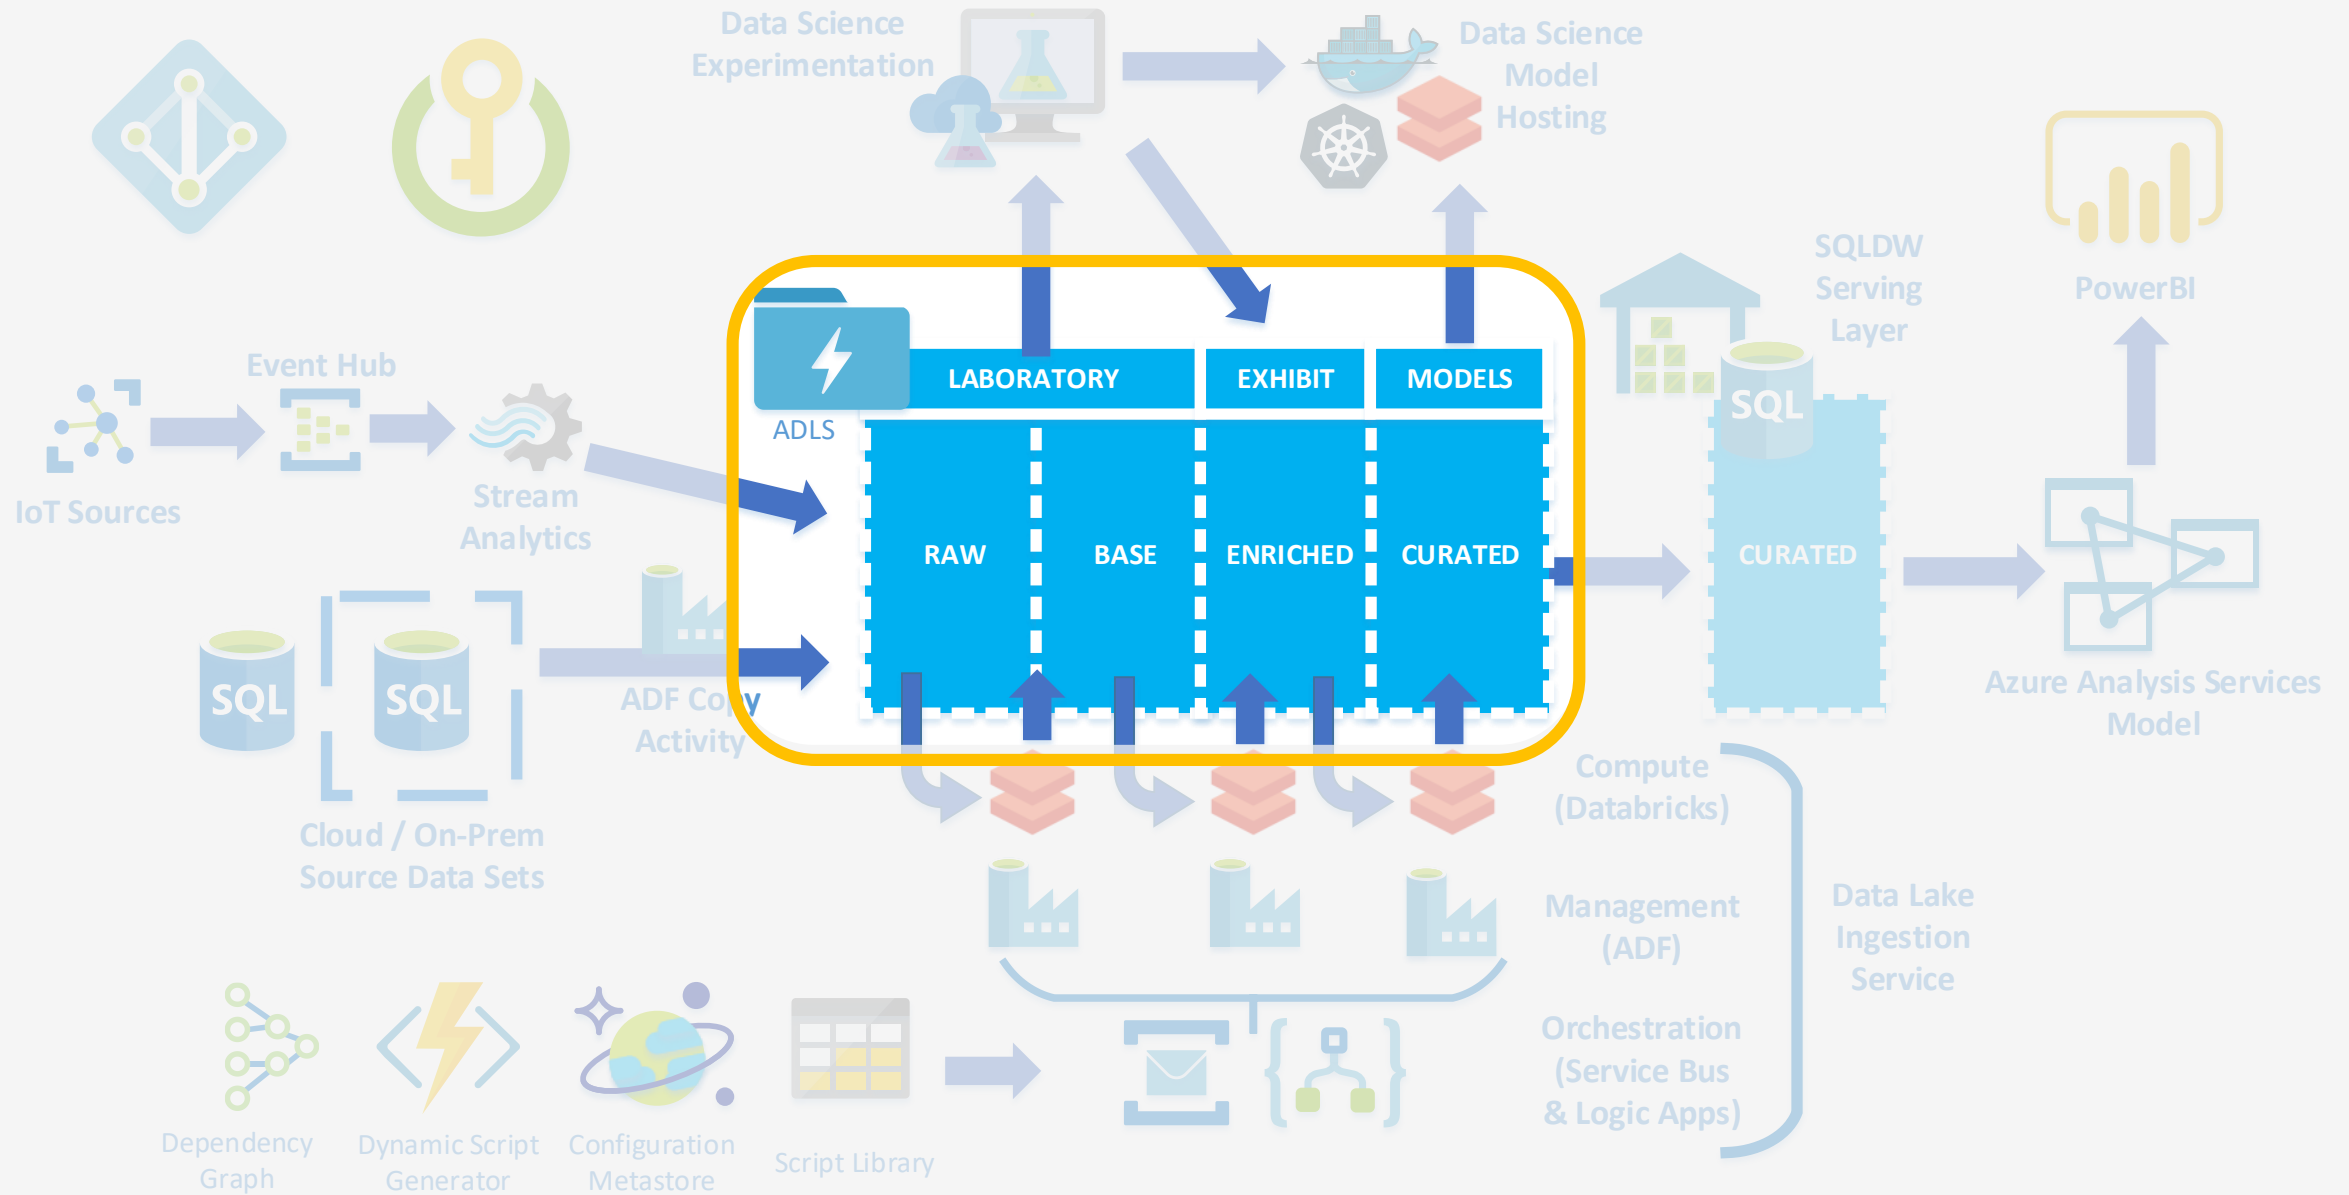 Data Science
Experimentation
Data Science
Model
Hosting
SQLDW
Serving
Layer
PowerBI
Event Hub
IoT Sources
Stream
Analytics
ADLS
LABORATORY
EXHIBIT
MODELS
RAW
BASE
ENRICHED
CURATED
SQL
CURATED
SQL
SQL
ADF Copy
Activity
Cloud / On-Prem
Source Data Sets
Azure Analysis Services
Model
Compute
(Databricks)
Management
(ADF)
Orchestration
(Service Bus
& Logic Apps)
Data Lake
Ingestion
Service
Dependency
Graph
Dynamic Script
Generator
Configuration
Metastore
Script Library